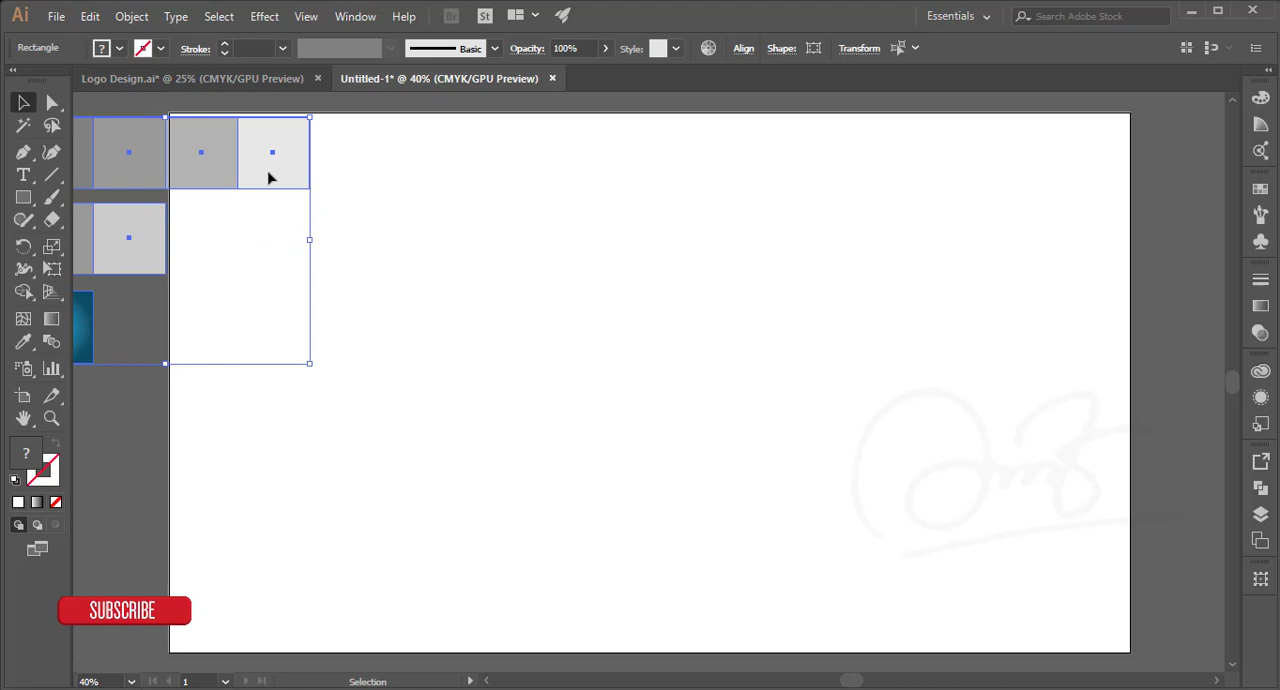 Ai File Edit Object Type Select Effect View Window Help Br St Essentials Search Adobe Stock
Rectangle ? Stroke: Basic Opacity: 100% Style: Align Shape: Transform
Logo Design.ai* @ 25% (CMYK/GPU Preview) × Untitled-1* @ 40% (CMYK/GPU Preview) ×
T
?
SUBSCRIBE
40% 1 Selection